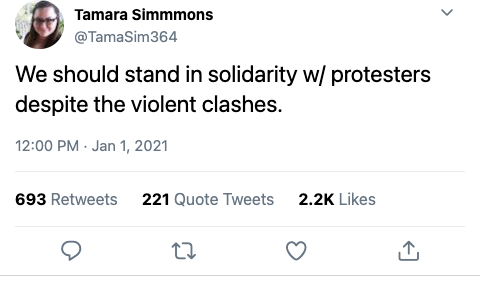 Tamara Simmmons
@TamaSim364
We should stand in solidarity w/ protesters
despite the violent clashes.
12:00 PM · Jan 1, 2021
693 Retweets 221 Quote Tweets 2.2K Likes